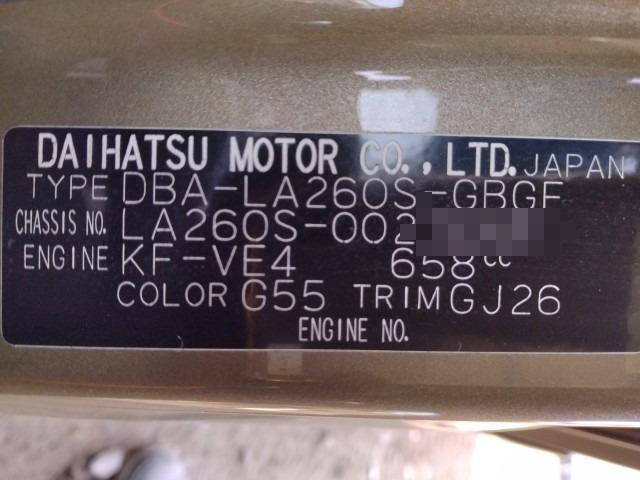 DAIHATSU MOTOR CO., LTD. JAPAN
TYPE DBA-LA260S-GBGF
CHASSIS NO. LA260S-002
ENGINE KF-VE4 658cc
COLOR G55 TRIM GJ26
ENGINE NO.